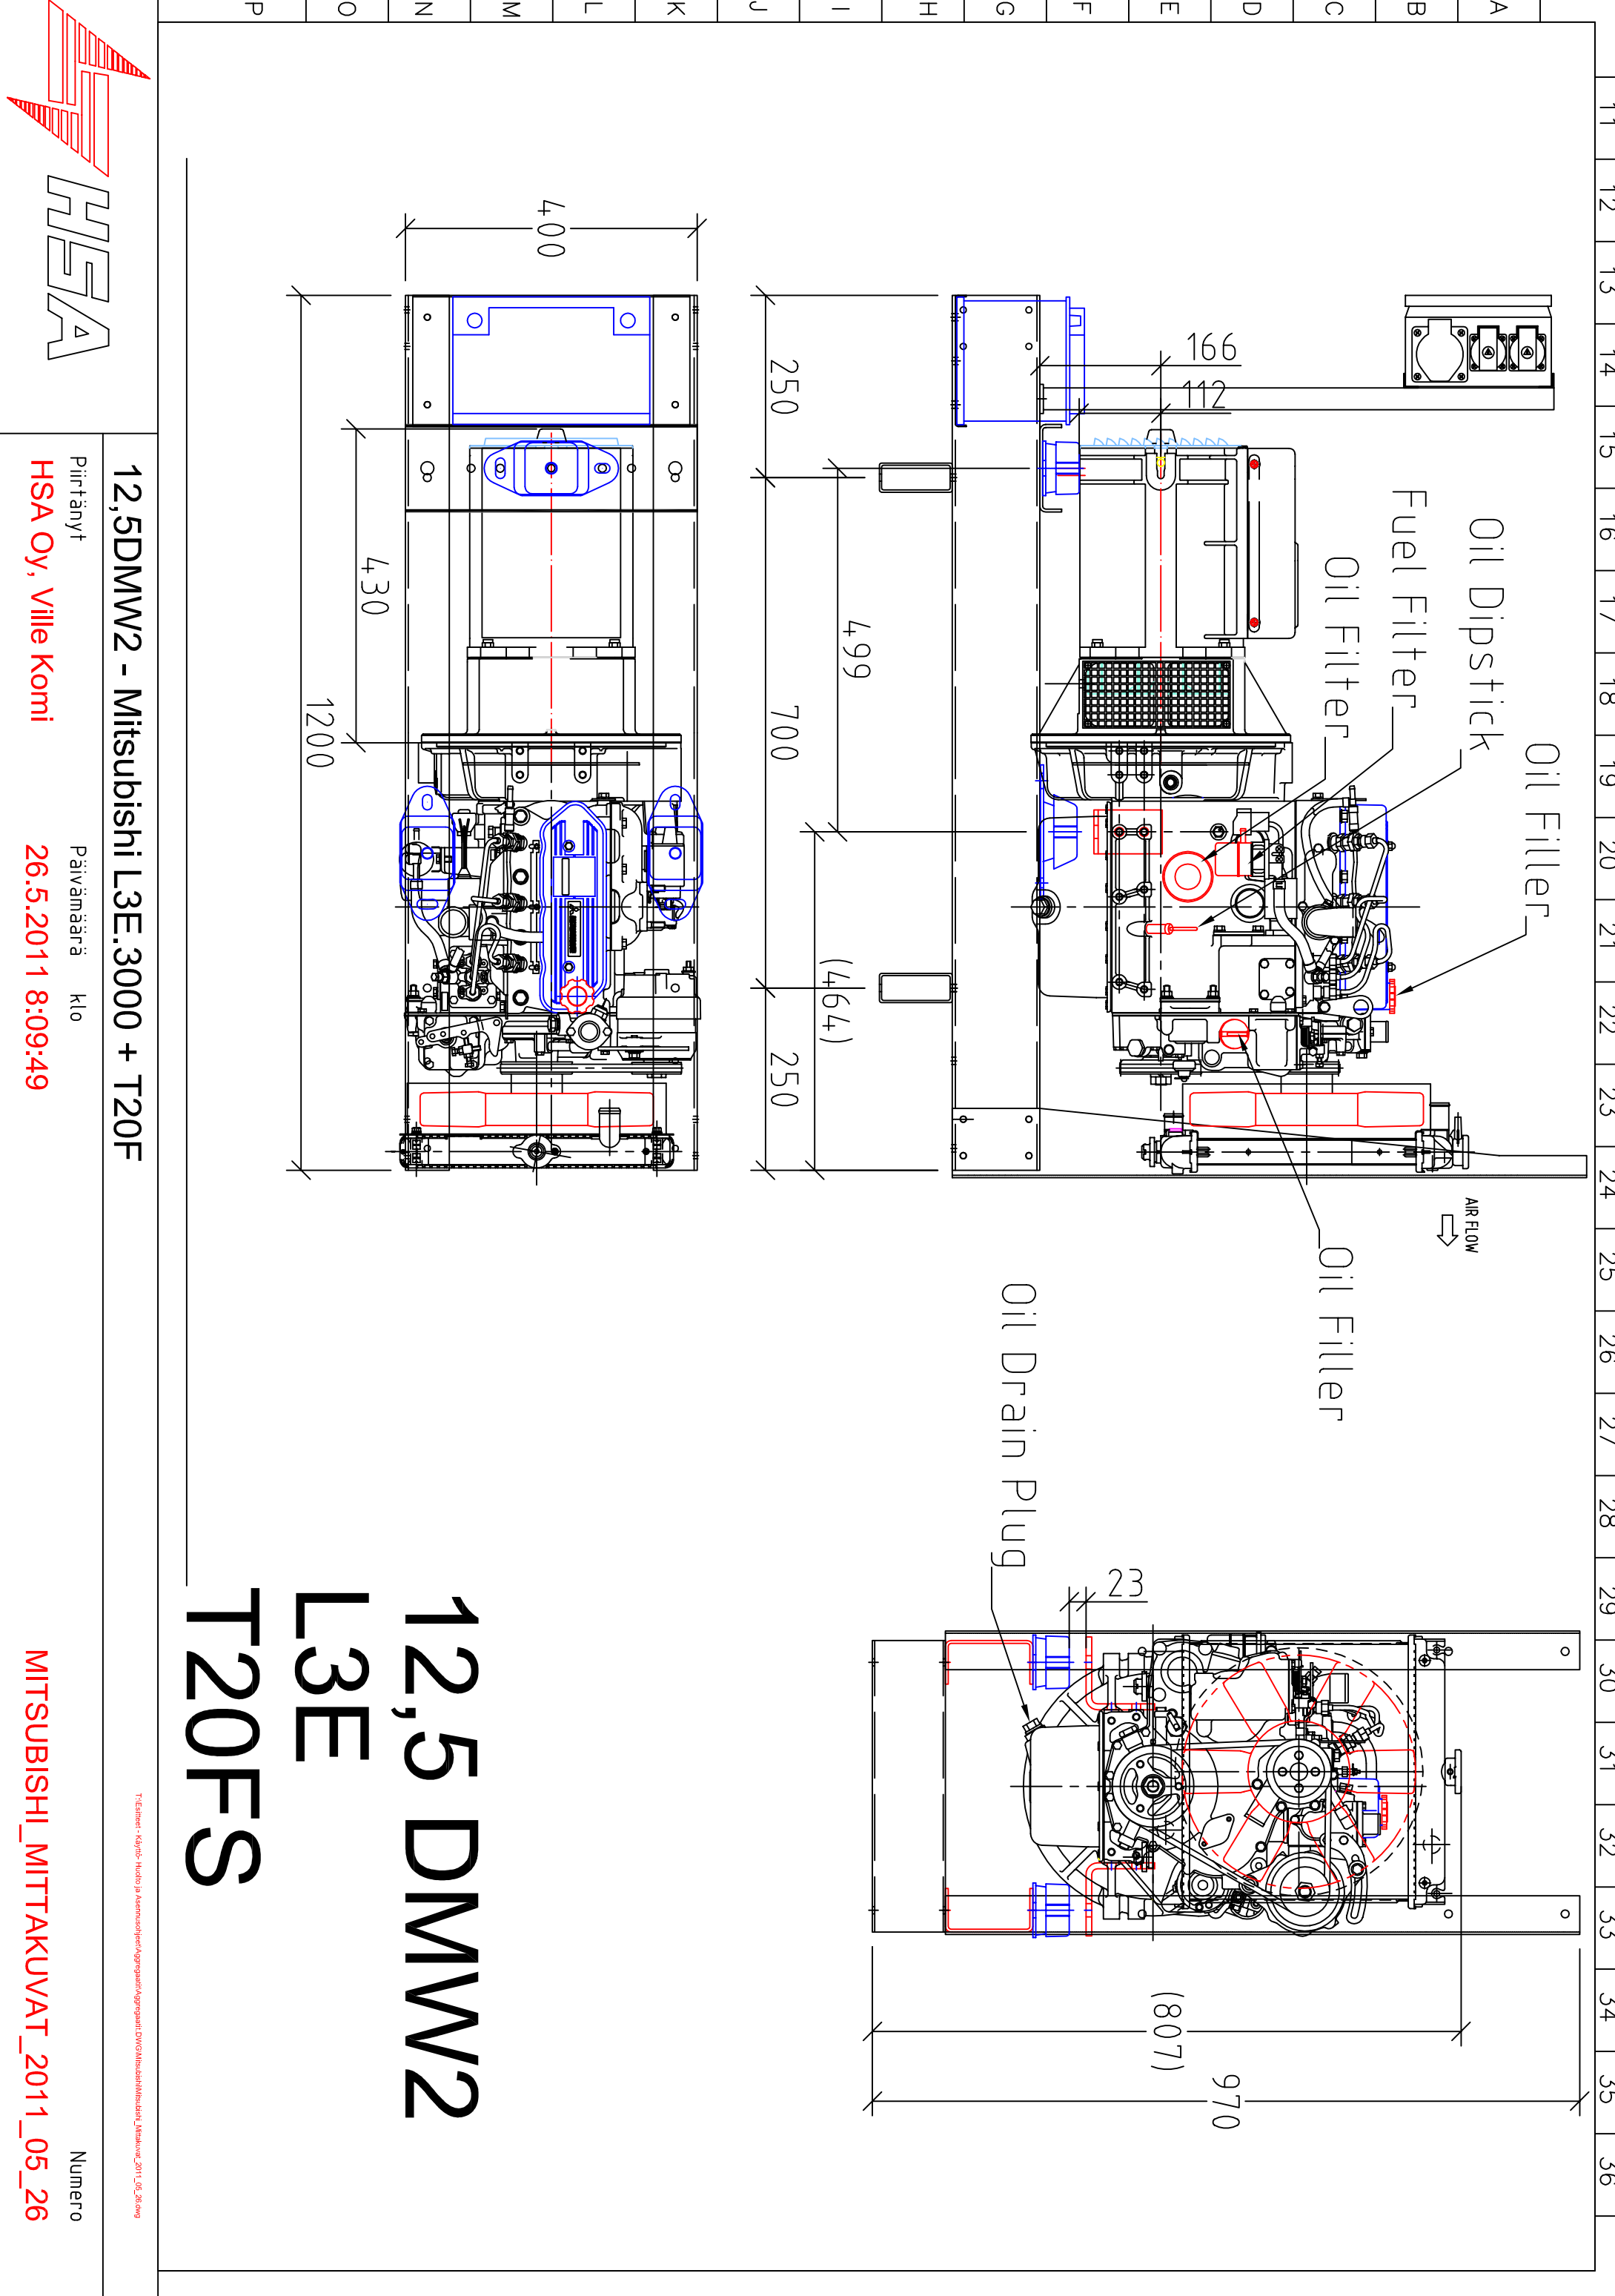 11 12 13 14 15 16 17 18 19 20 21 22 23 24 25 26 27 28 29 30 31 32 33 34 35 36
A
B
C
D
E
F
G
H
I
J
K
L
M
N
O
P
Oil Filler
Oil Dipstick
Fuel Filter
Oil Filter
AIR FLOW
Oil Filler
Oil Drain Plug
166
112
23
499
(464)
250
700
250
(807)
970
400
430
1200
12,5 DMW2
L3E
T20FS
HSA
12,5DMW2 - Mitsubishi L3E.3000 + T20F
Piirtänyt
HSA Oy, Ville Komi
Päivämäärä klo
26.5.2011 8:09:49
Numero
MITSUBISHI_MITTAKUVAT_2011_05_26